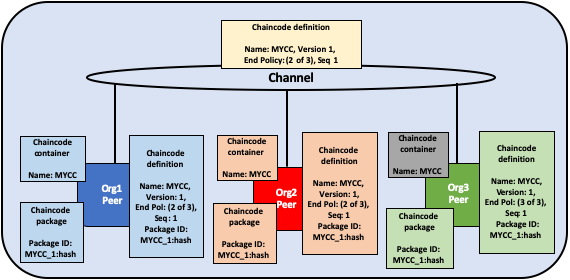 Chaincode definition
Name: MYCC, Version 1,
End Policy: (2 of 3), Seq 1
Channel
Chaincode
container
Name: MYCC
Org1
Peer
Chaincode
package
Package ID:
MYCC_1:hash
Chaincode
definition
Name: MYCC,
Version: 1,
End Pol: (2 of 3),
Seq: 1
Package ID:
MYCC_1:hash
Chaincode
container
Name: MYCC
Org2
Peer
Chaincode
package
Package ID:
MYCC_1:hash
Chaincode
definition
Name: MYCC,
Version: 1,
End Pol: (2 of 3),
Seq: 1
Package ID:
MYCC_1:hash
Chaincode
container
Name: MYCC
Org3
Peer
Chaincode
package
Package ID:
MYCC_1:hash
Chaincode
definition
Name: MYCC,
Version: 1,
End Pol: (3 of 3),
Seq: 1
Package ID:
MYCC_1:hash